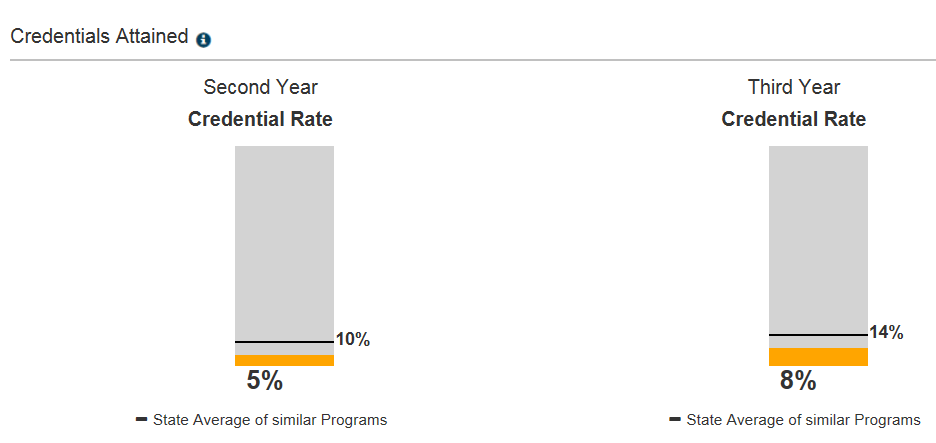 Credentials Attained
Second Year
Credential Rate
10%
5%
State Average of similar Programs
Third Year
Credential Rate
14%
8%
State Average of similar Programs